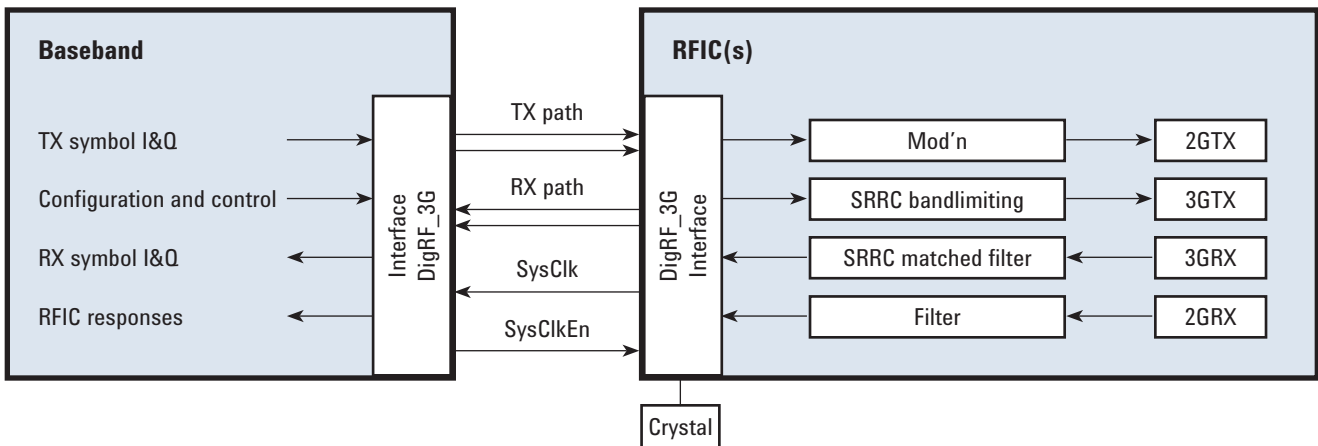 Baseband
TX symbol I&Q
Configuration and control
RX symbol I&Q
RFIC responses
Interface
DigRF_3G
TX path
RX path
SysClk
SysClkEn
RFIC(s)
DigRF_3G
Interface
Mod'n
2GTX
SRRC bandlimiting
3GTX
SRRC matched filter
3GRX
Filter
2GRX
Crystal